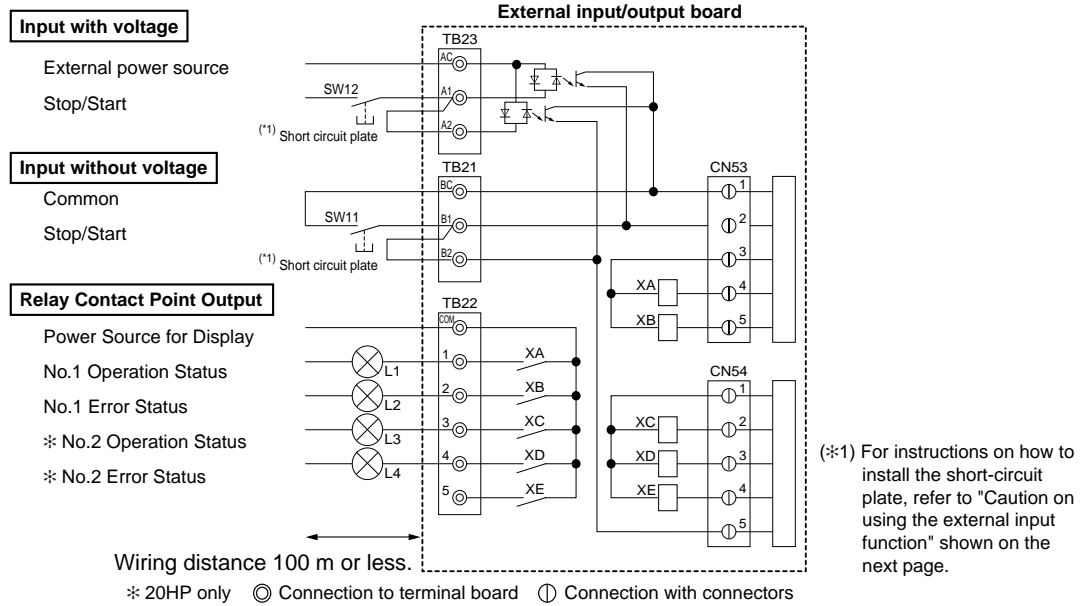 External input/output board
Input with voltage
External power source
Stop/Start
SW12
(*1) Short circuit plate
TB23
AC
A1
A2
Input without voltage
Common
Stop/Start
SW11
(*1) Short circuit plate
TB21
BC
B1
B2
CN53
1
2
3
XA 4
XB 5
Relay Contact Point Output
Power Source for Display
No.1 Operation Status
No.1 Error Status
✻ No.2 Operation Status
✻ No.2 Error Status
L1
L2
L3
L4
TB22
COM
1 XA
2 XB
3 XC
4 XD
5 XE
CN54
1
XC 2
XD 3
XE 4
5
(✻1) For instructions on how to
install the short-circuit
plate, refer to "Caution on
using the external input
function" shown on the
next page.
Wiring distance 100 m or less.
✻ 20HP only Connection to terminal board Connection with connectors